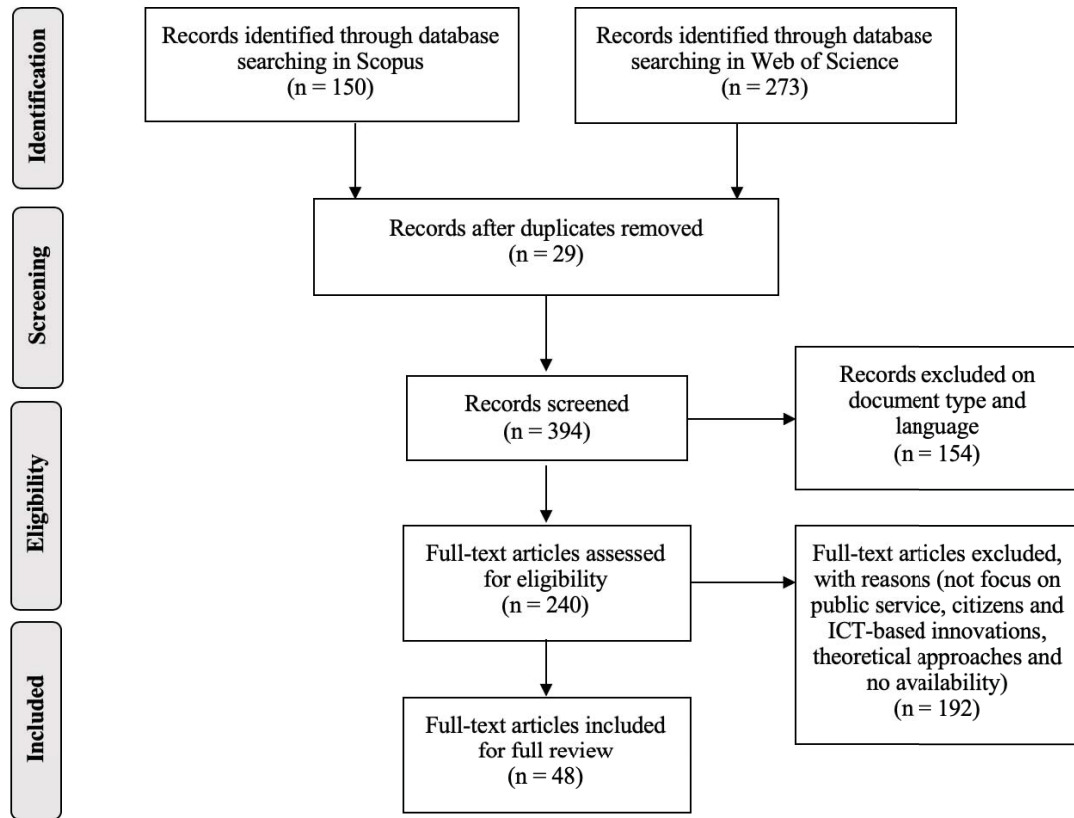 Identification
Records identified through database
searching in Scopus
(n = 150)
Records identified through database
searching in Web of Science
(n = 273)
Screening
Records after duplicates removed
(n = 29)
Records screened
(n = 394)
Records excluded on
document type and
language
(n = 154)
Eligibility
Full-text articles assessed
for eligibility
(n = 240)
Full-text articles excluded,
with reasons (not focus on
public service, citizens and
ICT-based innovations,
theoretical approaches and
no availability)
(n = 192)
Included
Full-text articles included
for full review
(n = 48)